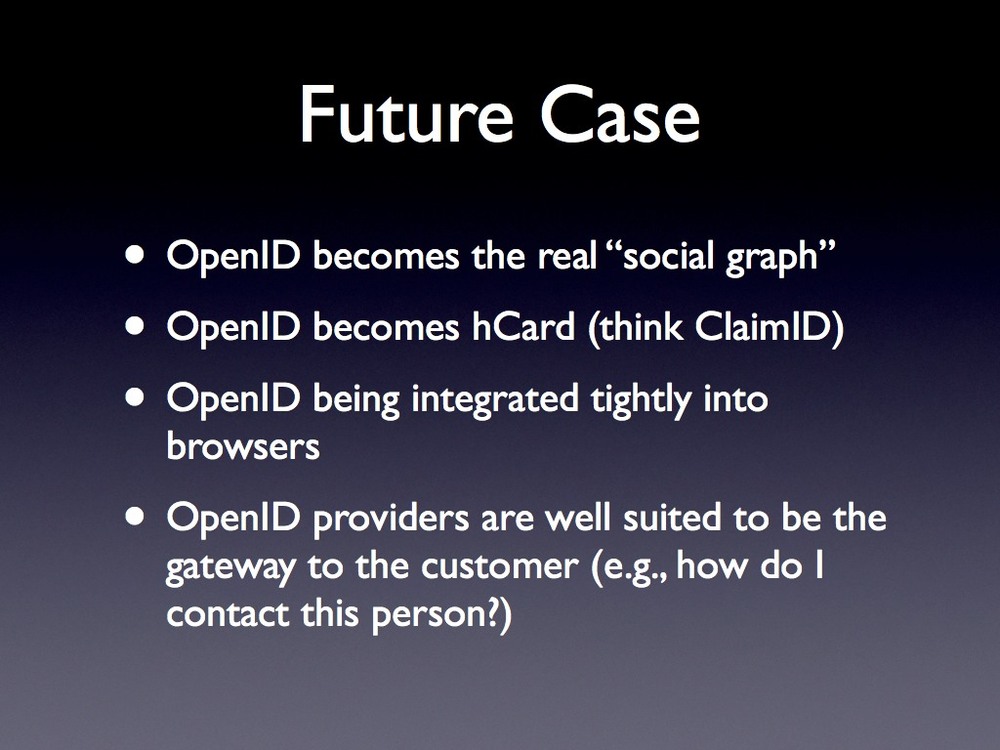 Future Case
• OpenID becomes the real “social graph”
• OpenID becomes hCard (think ClaimID)
• OpenID being integrated tightly into
browsers
• OpenID providers are well suited to be the
gateway to the customer (e.g., how do I
contact this person?)